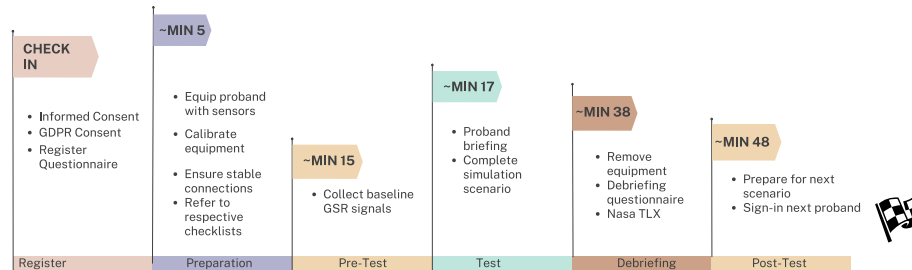 CHECK
IN
• Informed Consent
• GDPR Consent
• Register
Questionnaire
~MIN 5
• Equip proband
with sensors
• Calibrate
equipment
• Ensure stable
connections
• Refer to
respective
checklists
~MIN 15
• Collect baseline
GSR signals
~MIN 17
• Proband
briefing
• Complete
simulation
scenario
~MIN 38
• Remove
equipment
• Debriefing
questionnaire
• Nasa TLX
~MIN 48
• Prepare for next
scenario
• Sign-in next proband
Register
Preparation
Pre-Test
Test
Debriefing
Post-Test